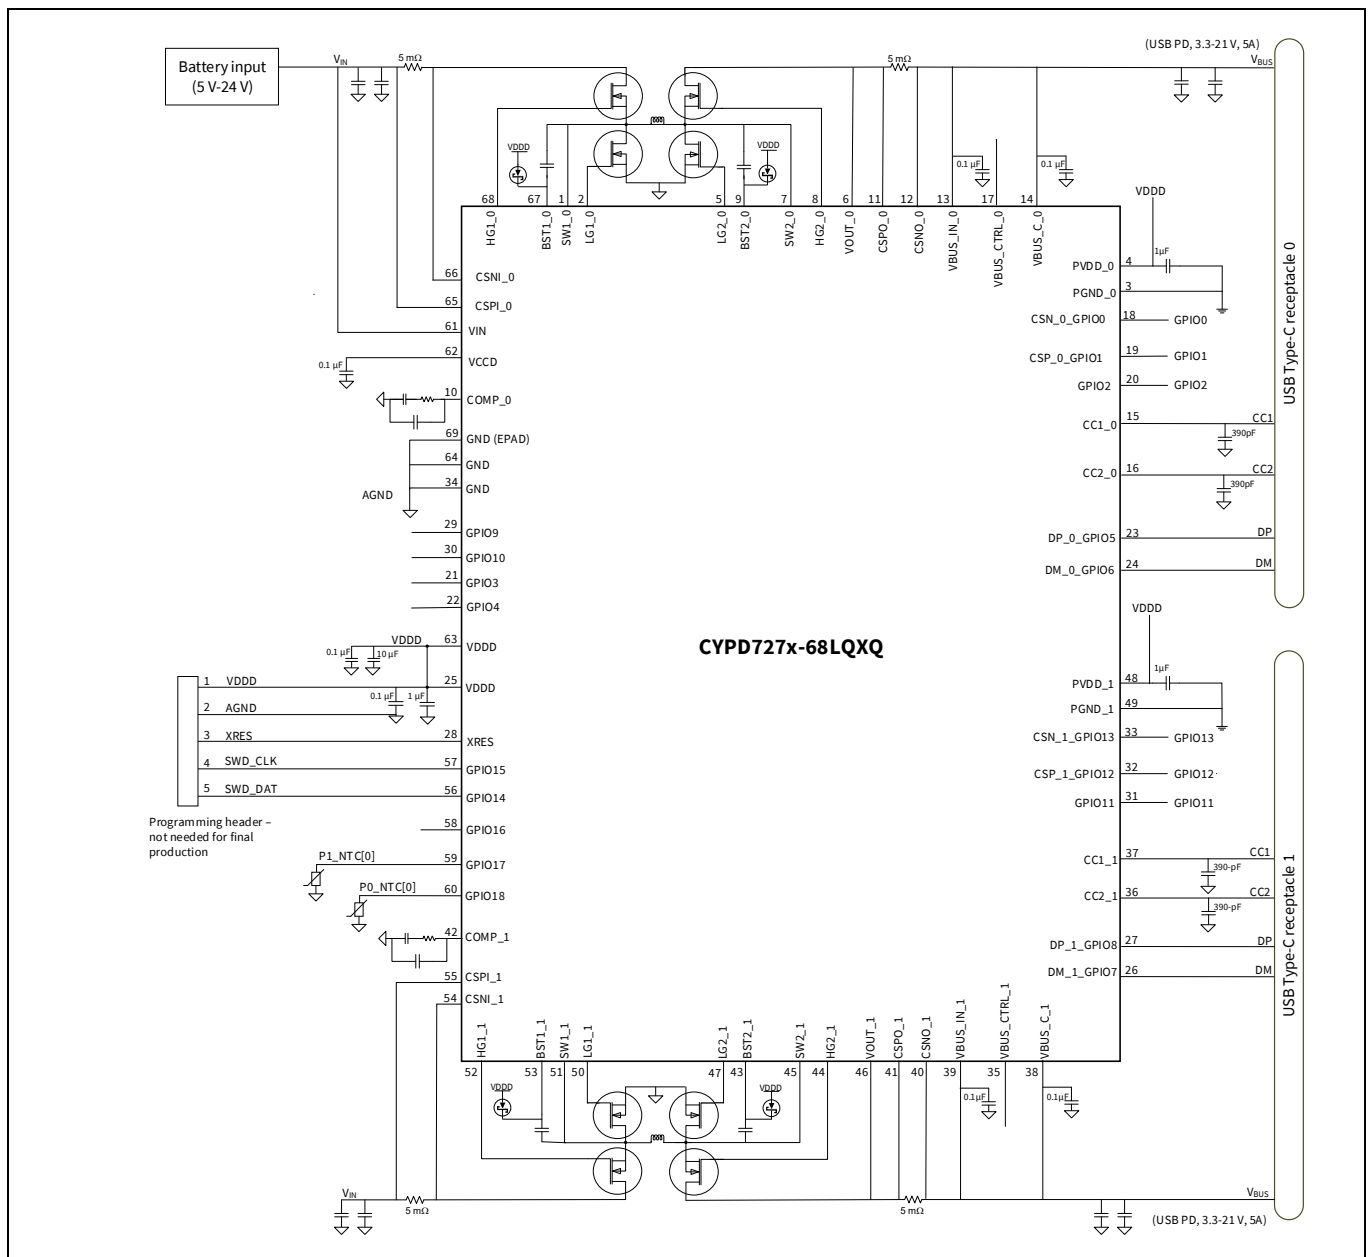 (USB PD, 3.3-21 V, 5A)
Battery input
(5 V-24 V)
VIN
5 mΩ
5 mΩ
VBUS
VDDD
VDDD
0.1 µF
0.1 µF
VDDD
1µF
68
67
1
2
5
9
7
8
6
11
12
13
17
14
HG1_0
BST1_0
SW1_0
LG1_0
LG2_0
BST2_0
SW2_0
HG2_0
VOUT_0
CSPO_0
CSNO_0
VBUS_IN_0
VBUS_CTRL_0
VBUS_C_0
66 CSNI_0
65 CSPI_0
61 VIN
62 VCCD
0.1 µF
10 COMP_0
69 GND (EPAD)
64 GND
34 GND
AGND
29 GPIO9
30 GPIO10
21 GPIO3
22 GPIO4
VDDD 63 VDDD
0.1 µF 10 µF
1 VDDD 25 VDDD
0.1 µF 1 µF
2 AGND
3 XRES 28 XRES
4 SWD_CLK 57 GPIO15
5 SWD_DAT 56 GPIO14
Programming header –
not needed for final
production
58 GPIO16
P1_NTC[0] 59 GPIO17
P0_NTC[0] 60 GPIO18
42 COMP_1
55 CSPI_1
54 CSNI_1
CYPD727x-68LQXQ
PVDD_0 4
PGND_0 3
CSN_0_GPIO0 18 GPIO0
CSP_0_GPIO1 19 GPIO1
GPIO2 20 GPIO2
CC1_0 15 CC1
390pF
CC2_0 16 CC2
390pF
DP_0_GPIO5 23 DP
DM_0_GPIO6 24 DM
USB Type-C receptacle 0
VDDD
1µF
PVDD_1 48
PGND_1 49
CSN_1_GPIO13 33 GPIO13
CSP_1_GPIO12 32 GPIO12
GPIO11 31 GPIO11
CC1_1 37 CC1
390-pF
CC2_1 36 CC2
390-pF
DP_1_GPIO8 27 DP
DM_1_GPIO7 26 DM
USB Type-C receptacle 1
HG1_1
BST1_1
SW1_1
LG1_1
LG2_1
BST2_1
SW2_1
HG2_1
VOUT_1
CSPO_1
CSNO_1
VBUS_IN_1
VBUS_CTRL_1
VBUS_C_1
52
53
51
50
47
43
45
44
46
41
40
39
35
38
VDDD
VDDD
0.1µF
0.1µF
VIN
5 mΩ
5 mΩ
VBUS
(USB PD, 3.3-21 V, 5A)